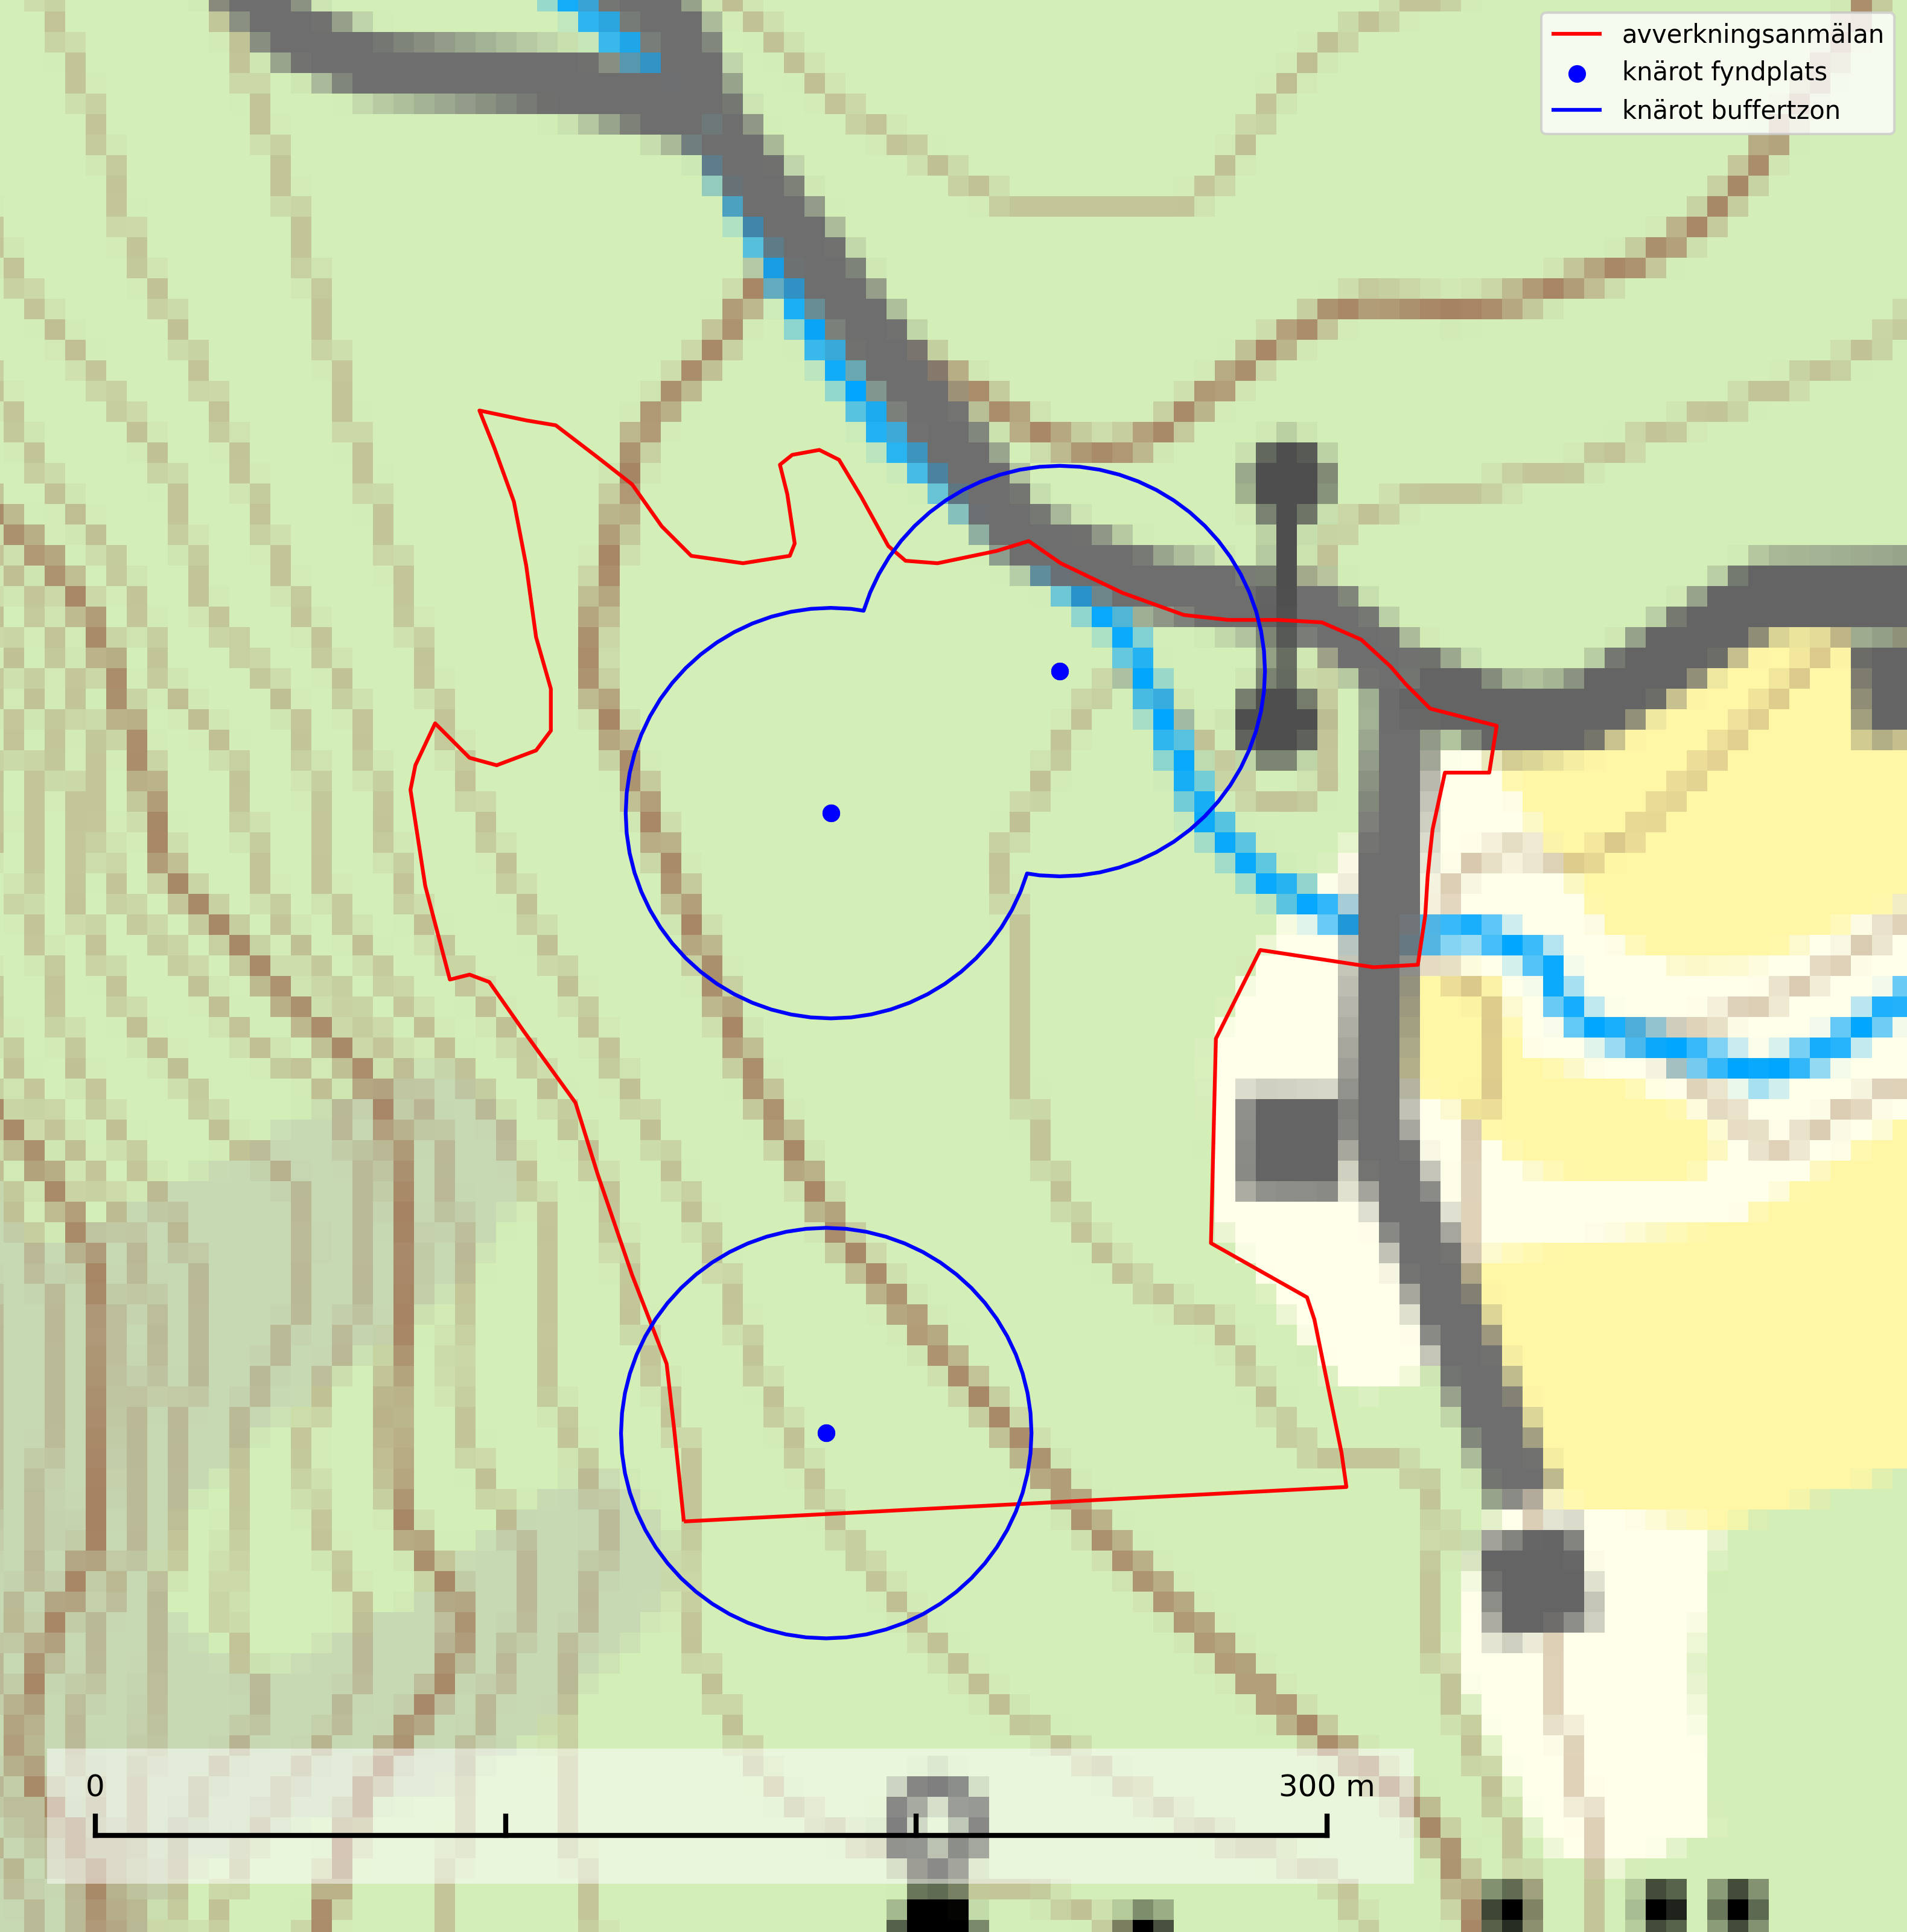 avverkningsanmälan
knärot fyndplats
knärot buffertzon
0 300 m